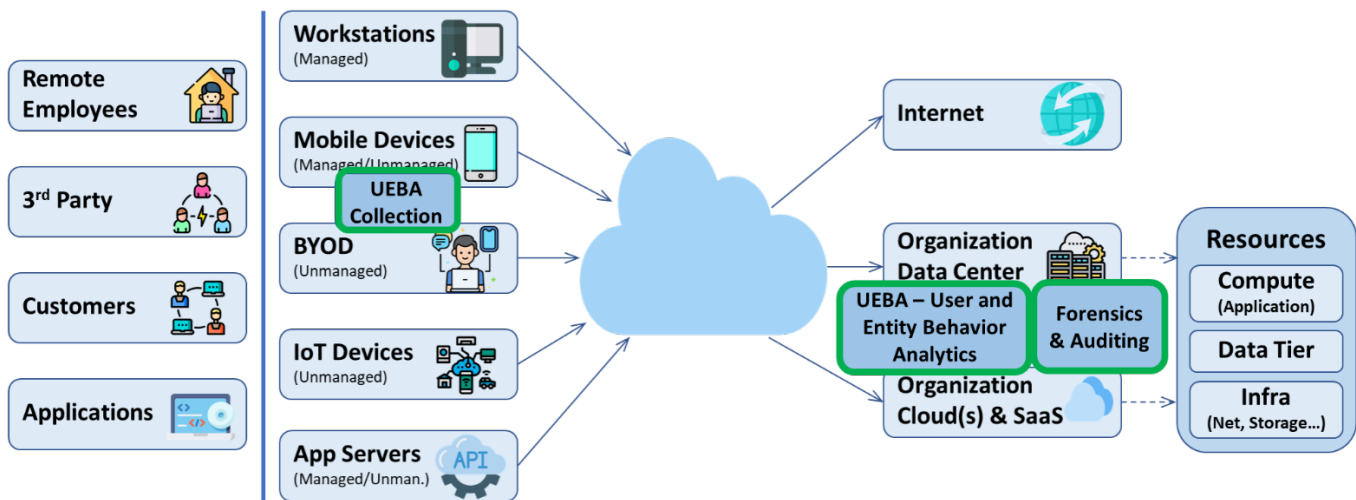 Remote
Employees
3rd Party
Customers
Applications
Workstations
(Managed)
Mobile Devices
(Managed/Unmanaged)
UEBA
Collection
BYOD
(Unmanaged)
IoT Devices
(Unmanaged)
App Servers
(Managed/Unman.)
API
Internet
Organization
Data Center
UEBA – User and
Entity Behavior
Analytics
Forensics
& Auditing
Organization
Cloud(s) & SaaS
Resources
Compute
(Application)
Data Tier
Infra
(Net, Storage...)